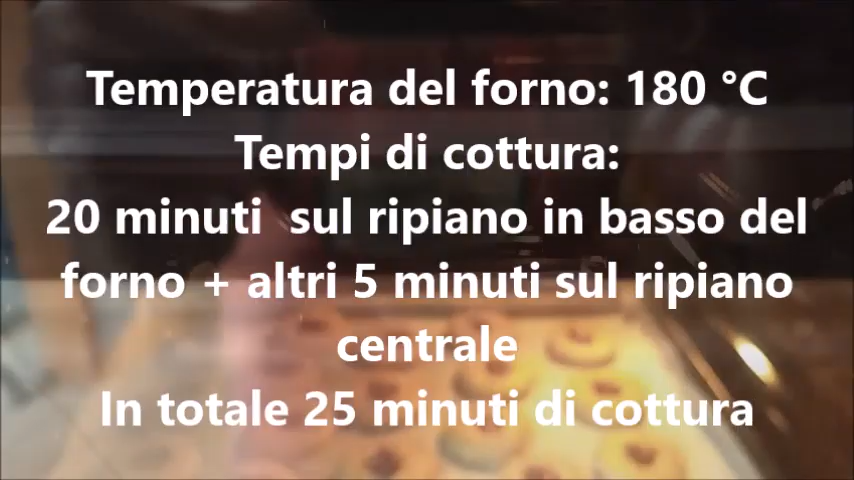 Temperatura del forno: 180 °C
Tempi di cottura:
20 minuti  sul ripiano in basso del
forno + altri 5 minuti sul ripiano
centrale
In totale 25 minuti di cottura